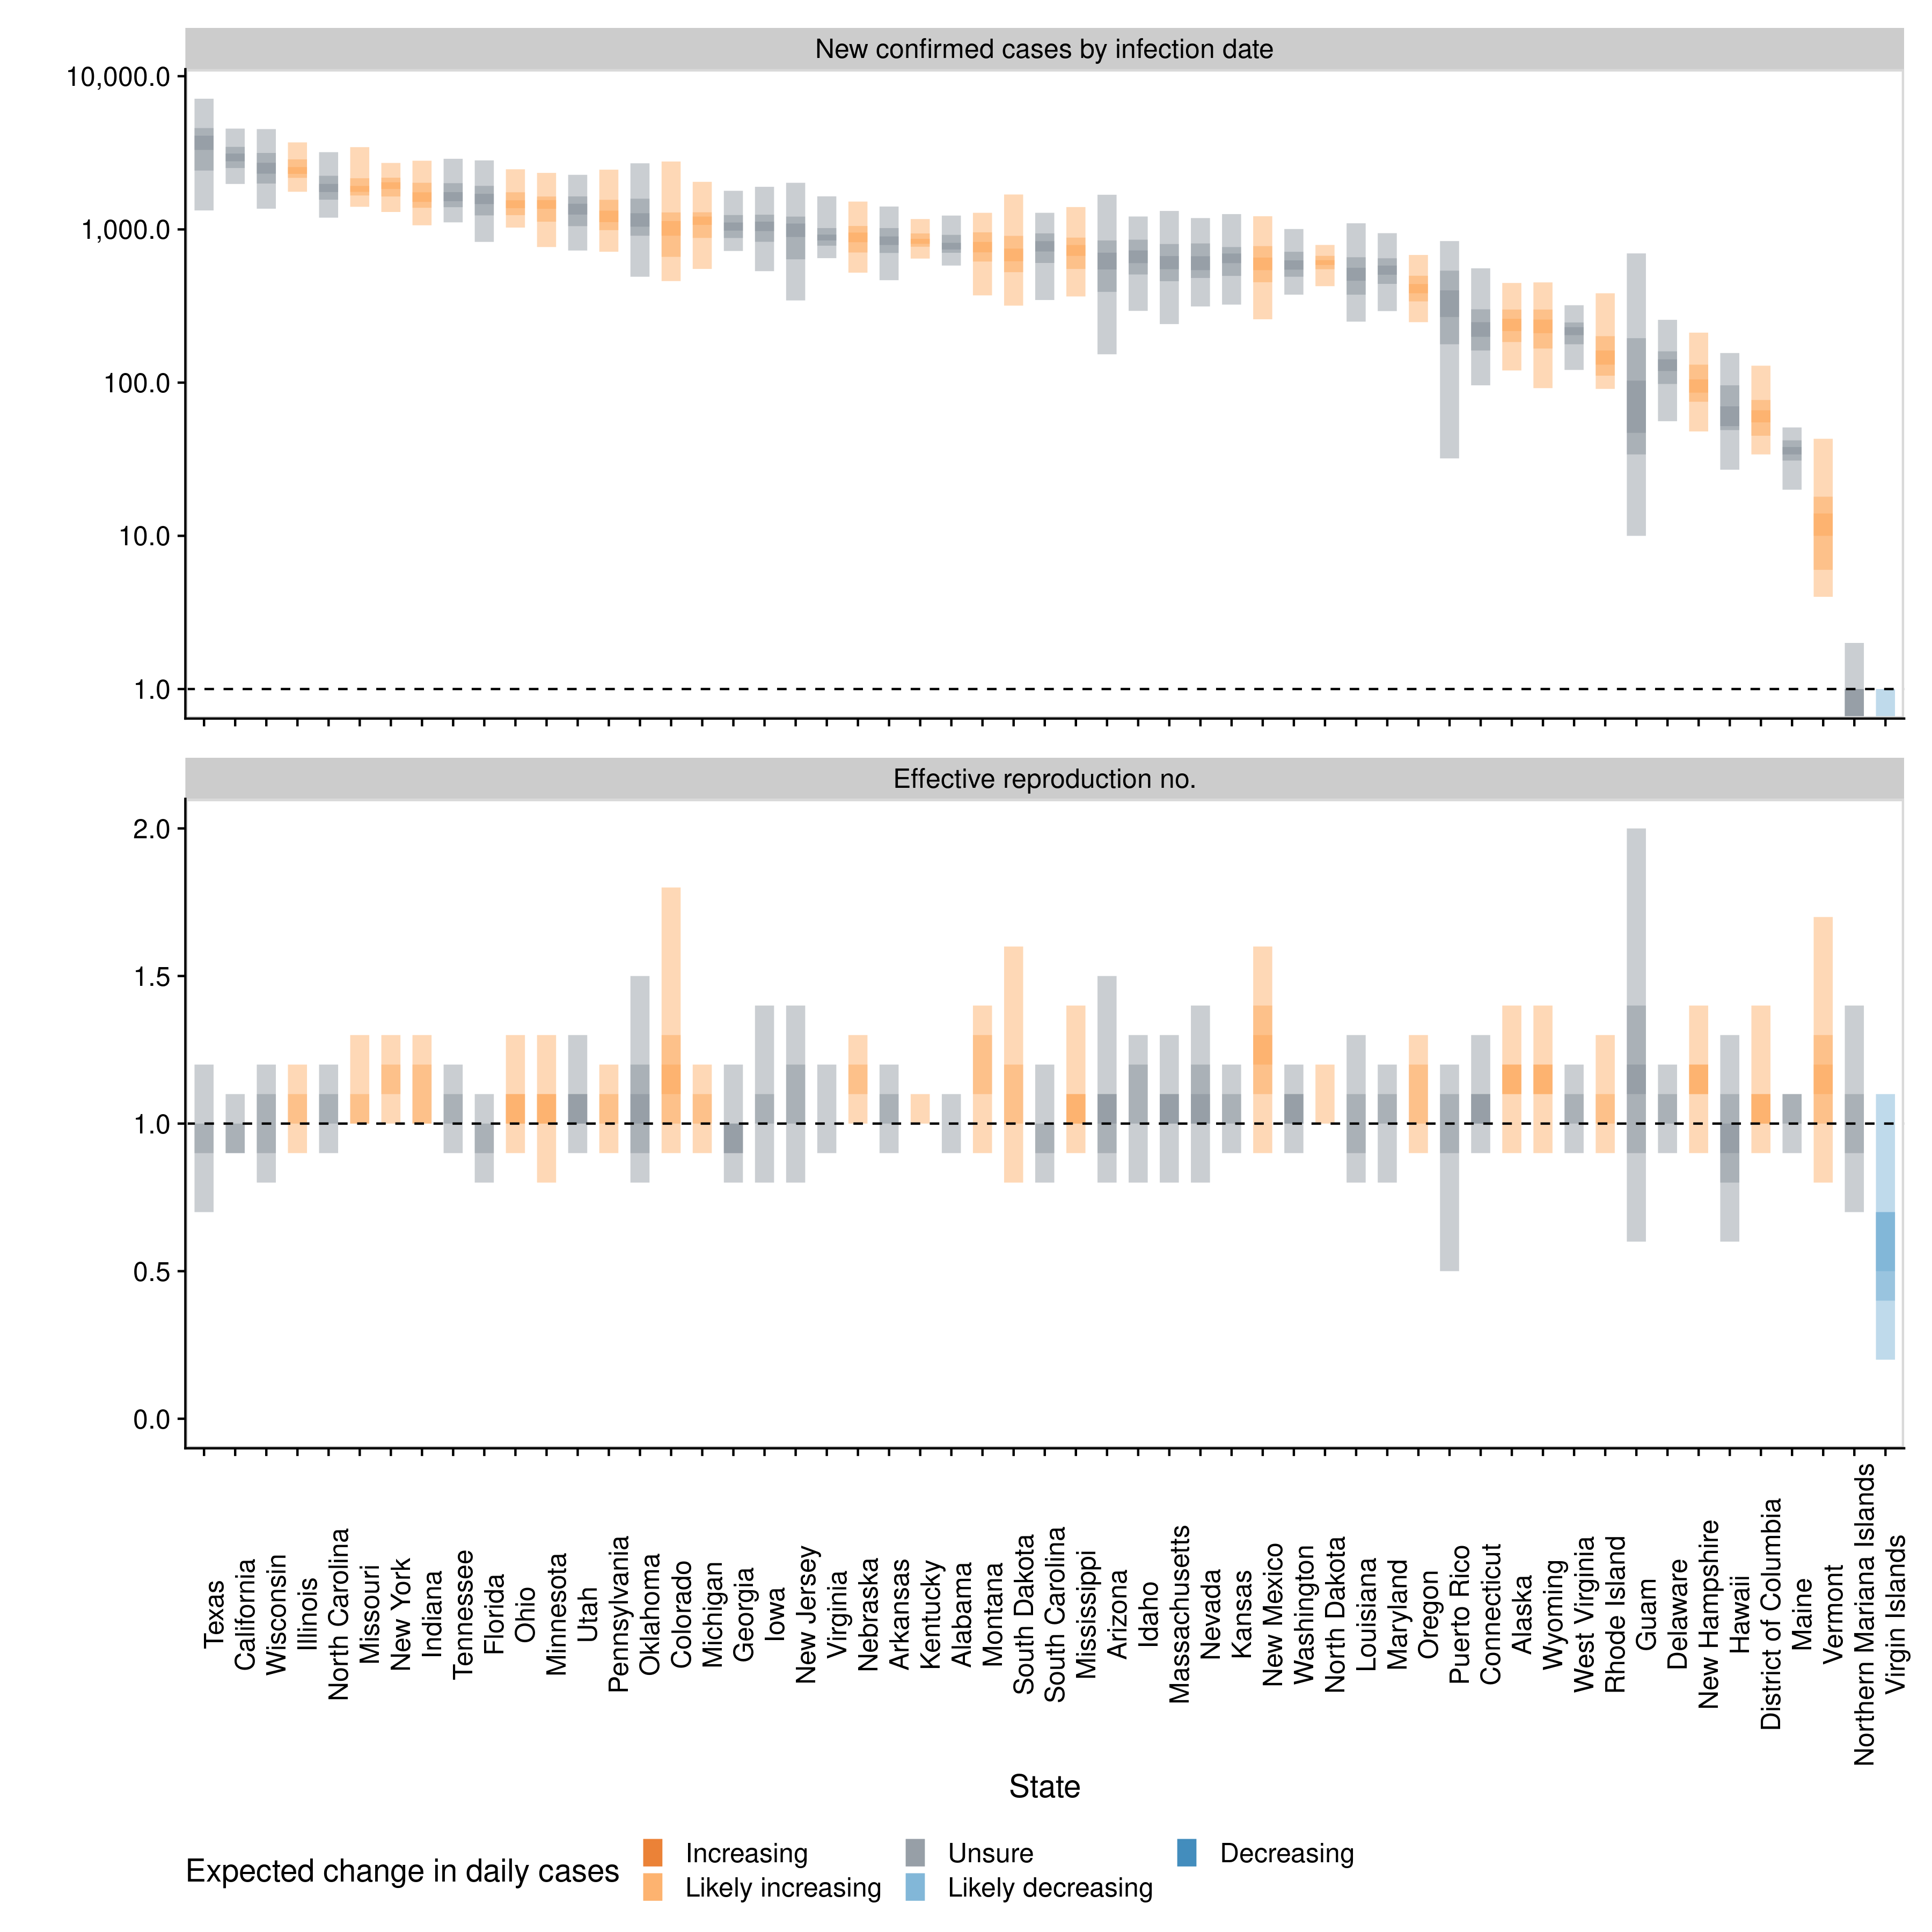 New confirmed cases by infection date
10,000.0
1,000.0
100.0
10.0
1.0
Effective reproduction no.
2.0
1.5
1.0
0.5
0.0
Texas
California
Wisconsin
Illinois
North Carolina
Missouri
New York
Indiana
Tennessee
Florida
Ohio
Minnesota
Utah
Pennsylvania
Oklahoma
Colorado
Michigan
Georgia
Iowa
New Jersey
Virginia
Nebraska
Arkansas
Kentucky
Alabama
Montana
South Dakota
South Carolina
Mississippi
Arizona
Idaho
Massachusetts
Nevada
Kansas
New Mexico
Washington
North Dakota
Louisiana
Maryland
Oregon
Puerto Rico
Connecticut
Alaska
Wyoming
West Virginia
Rhode Island
Guam
Delaware
New Hampshire
Hawaii
District of Columbia
Maine
Vermont
Northern Mariana Islands
Virgin Islands
State
Expected change in daily cases
Increasing
Likely increasing
Unsure
Likely decreasing
Decreasing